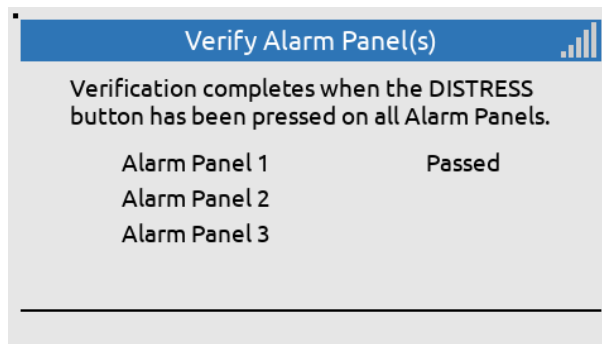 Verify Alarm Panel(s)
Verification completes when the DISTRESS
button has been pressed on all Alarm Panels.
Alarm Panel 1 Passed
Alarm Panel 2
Alarm Panel 3